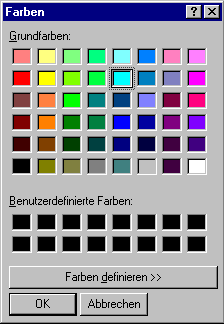 Farben
Grundfarben:
Benutzerdefinierte Farben:
Farben definieren >>
OK
Abbrechen